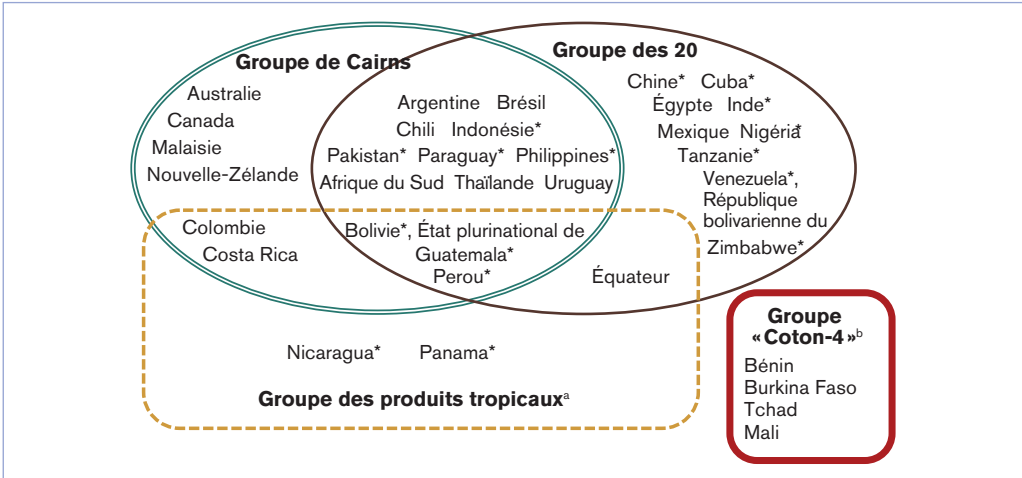 Groupe de Cairns
Australie
Canada
Malaisie
Nouvelle-Zélande
Colombie
Costa Rica
Argentine Brésil
Chili Indonésie*
Pakistan* Paraguay* Philippines*
Afrique du Sud Thaïlande Uruguay
Bolivie*, État plurinational de
Guatemala*
Perou*
Groupe des 20
Chine* Cuba*
Égypte Inde*
Mexique Nigéria*
Tanzanie*
Venezuela*,
République
bolivarienne du
Zimbabwe*
Équateur
Nicaragua* Panama*
Groupe des produits tropicauxᵃ
Groupe
«Coton-4»ᵇ
Bénin
Burkina Faso
Tchad
Mali